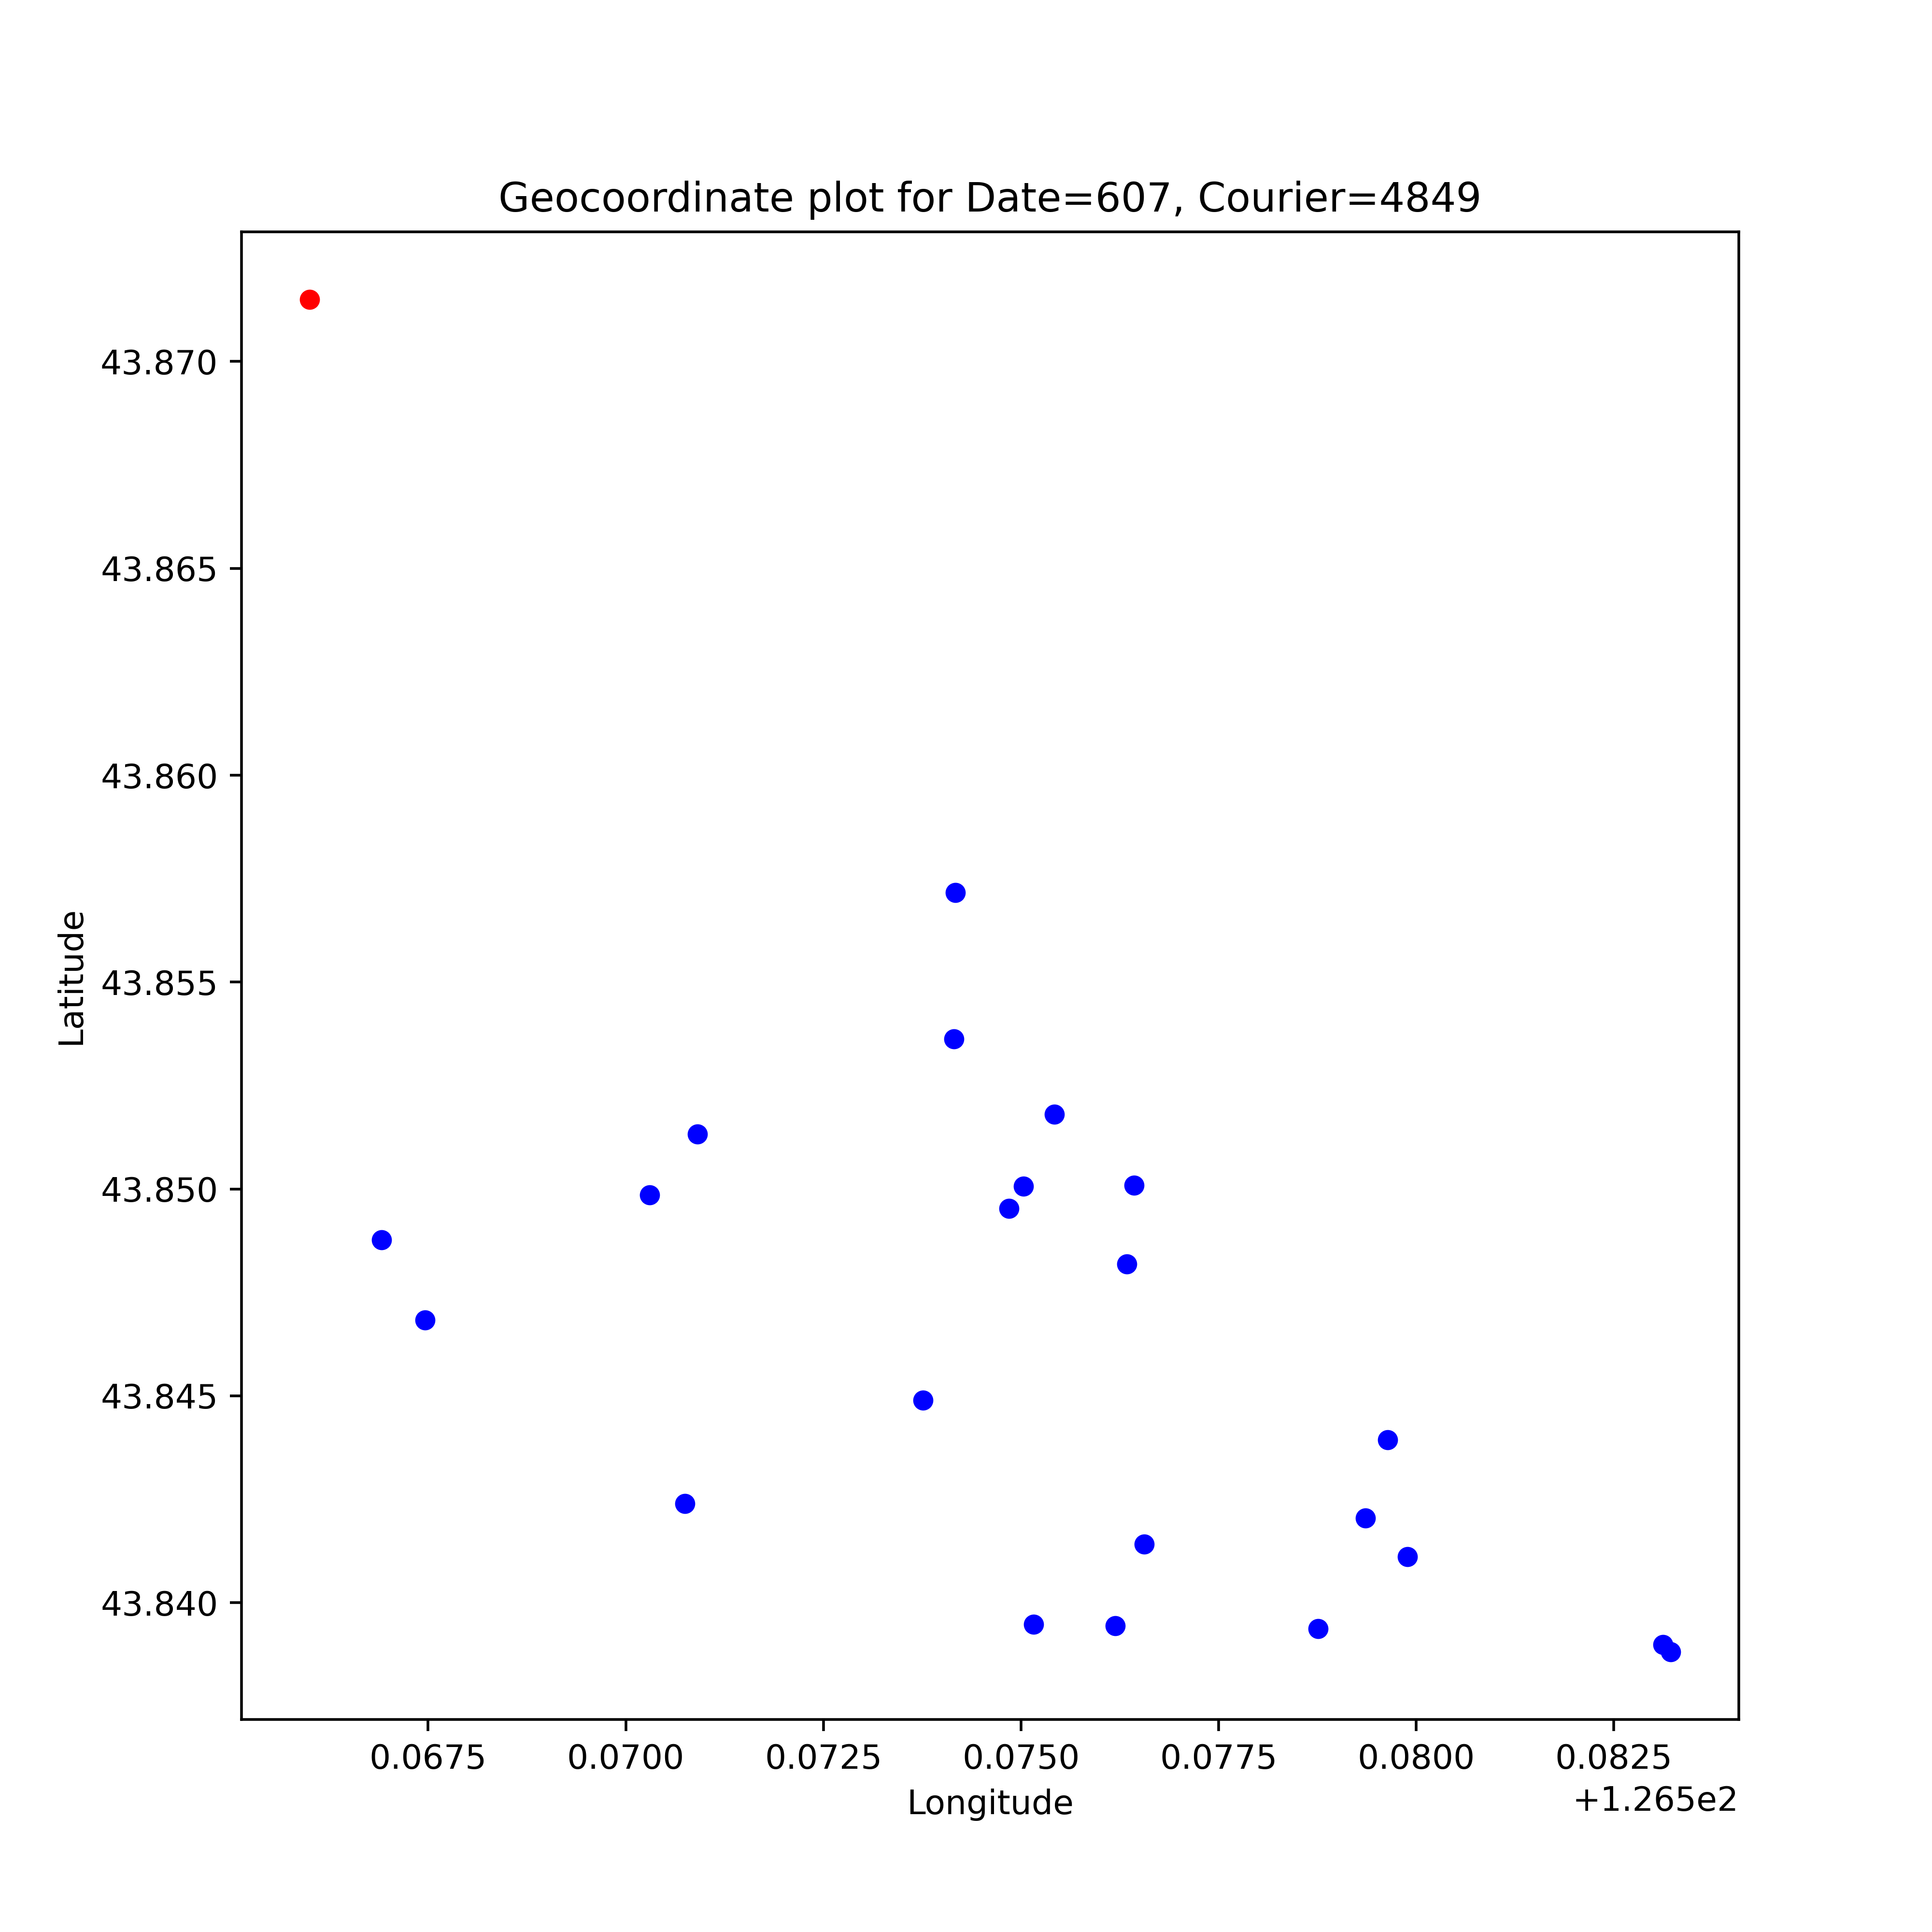 Geocoordinate plot for Date=607, Courier=4849
43.870
43.865
43.860
43.855
43.850
43.845
43.840
Latitude
0.0675 0.0700 0.0725 0.0750 0.0775 0.0800 0.0825
Longitude
+1.265e2